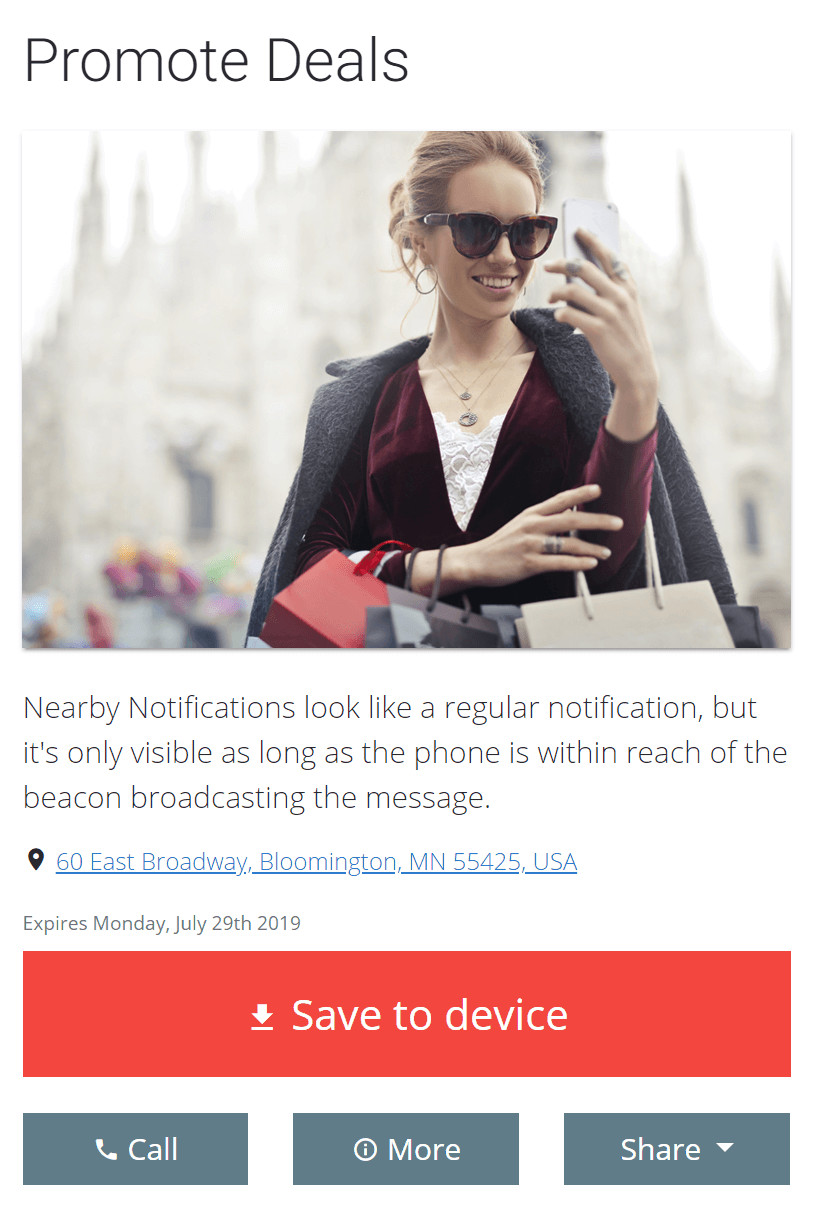 Promote Deals
Nearby Notifications look like a regular notification, but
it's only visible as long as the phone is within reach of the
beacon broadcasting the message.
60 East Broadway, Bloomington, MN 55425, USA
Expires Monday, July 29th 2019
Save to device
Call
More
Share